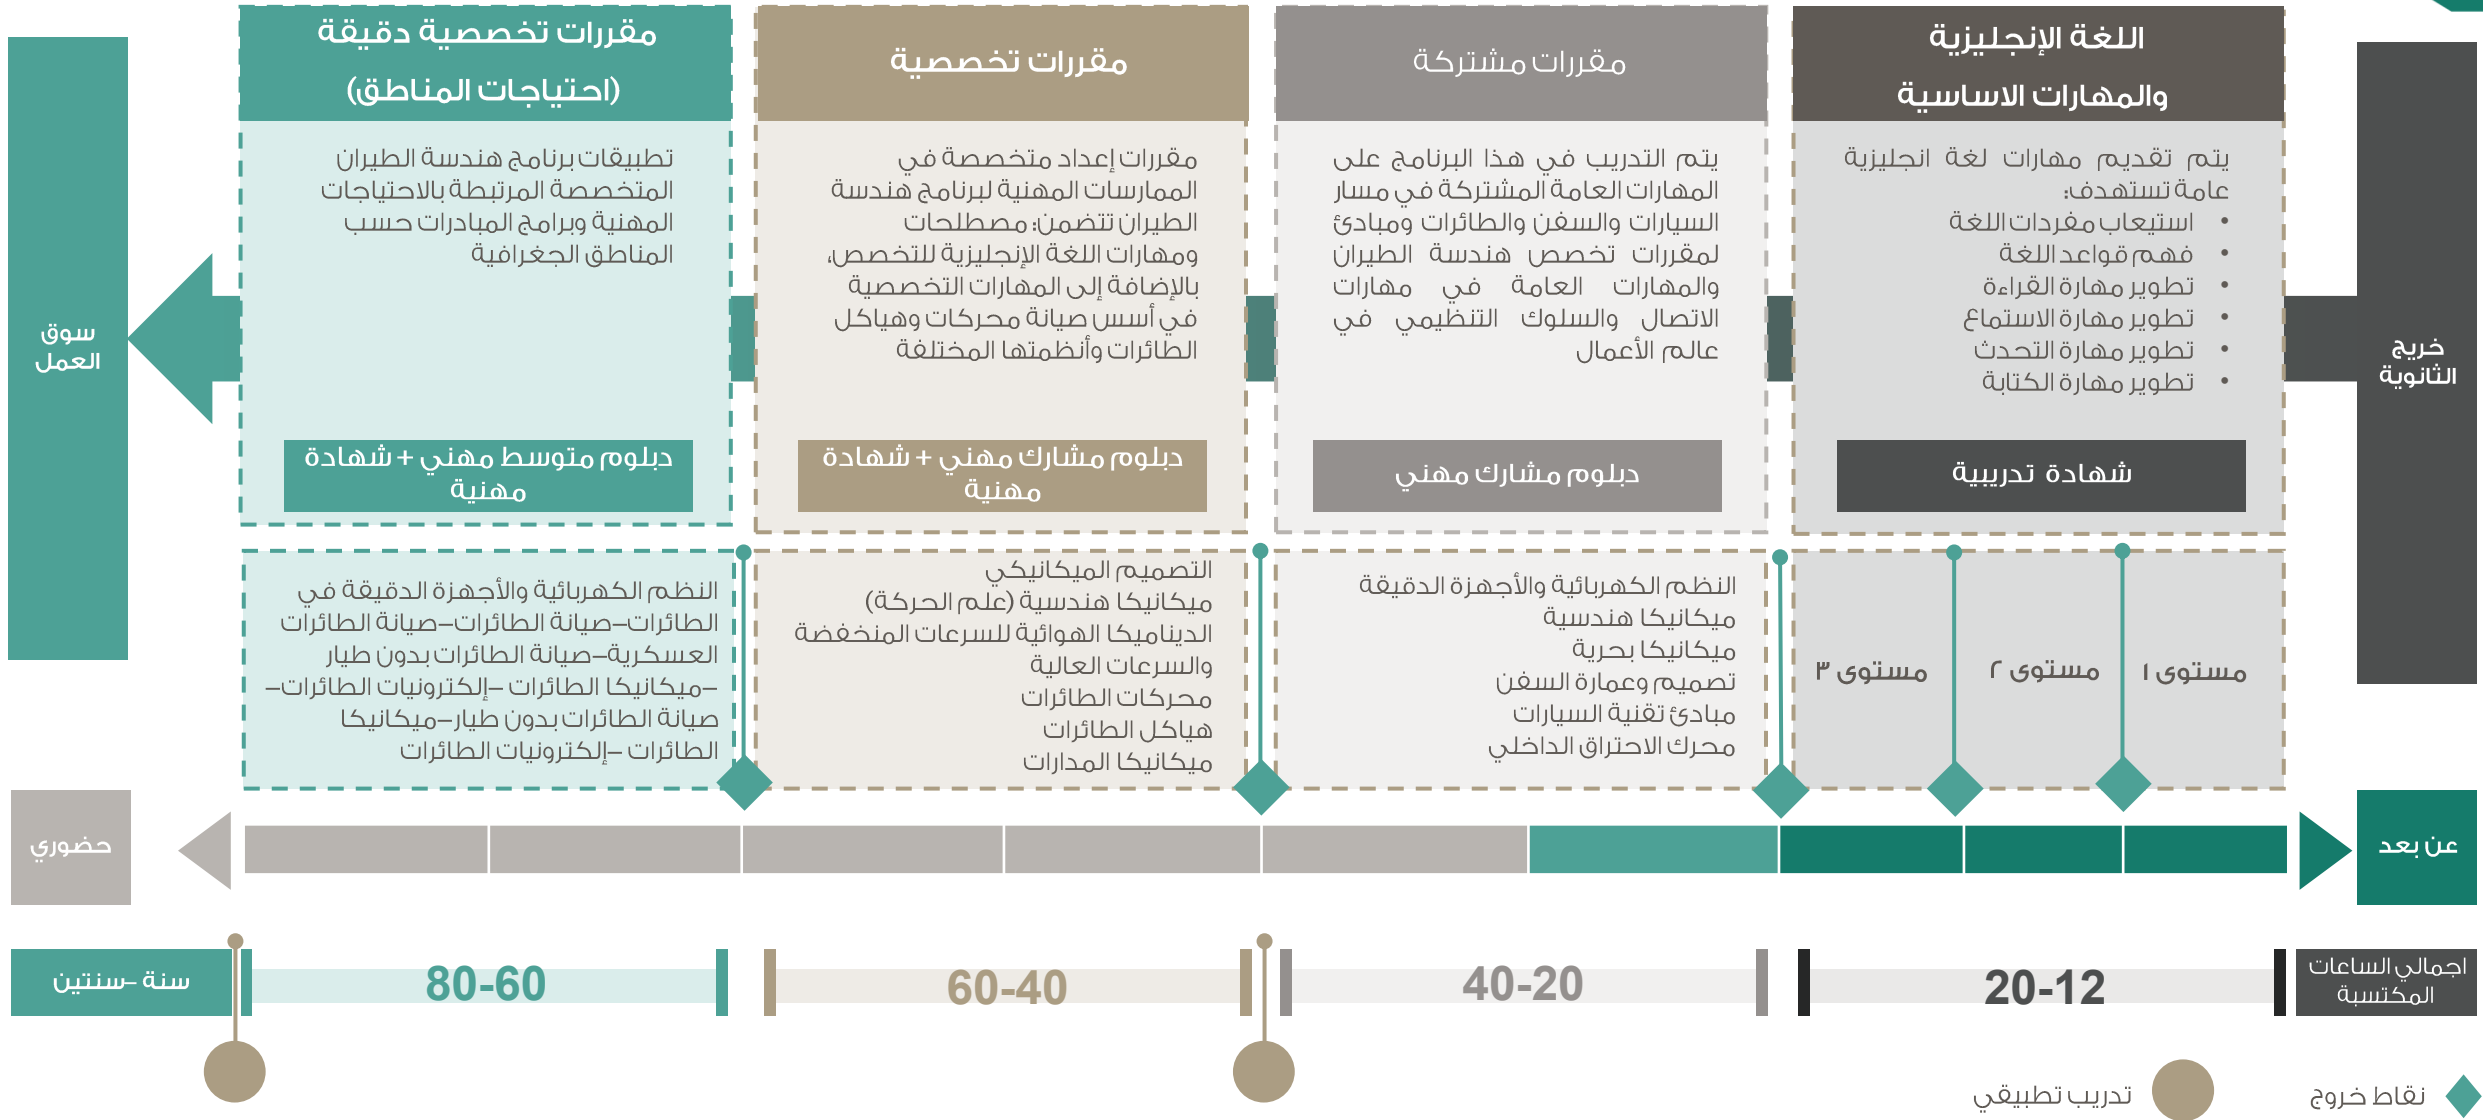 خريج
الثانوية
اللغة الإنجليزية
والمهارات الاساسية
يتم تقديم مهارات لغة انجليزية
عامة تستهدف:
• استيعاب مفردات اللغة
• فهم قواعد اللغة
• تطوير مهارة القراءة
• تطوير مهارة الاستماع
• تطوير مهارة التحدث
• تطوير مهارة الكتابة
شهادة تدريبية
مقررات مشتركة
يتم التدريب في هذا البرنامج على
المهارات العامة المشتركة في مسار
السيارات والسفن والطائرات ومبادئ
لمقررات تخصص هندسة الطيران
والمهارات العامة في مهارات
الاتصال والسلوك التنظيمي في
عالم الأعمال
دبلوم مشارك مهني
مقررات تخصصية
مقررات إعداد متخصصة في
الممارسات المهنية لبرنامج هندسة
الطيران تتضمن: مصطلحات
ومهارات اللغة الإنجليزية للتخصص،
بالإضافة إلى المهارات التخصصية
في أسس صيانة محركات وهياكل
الطائرات وأنظمتها المختلفة
دبلوم مشارك مهني + شهادة
مهنية
مقررات تخصصية دقيقة
(احتياجات المناطق)
تطبيقات برنامج هندسة الطيران
المتخصصة المرتبطة بالاحتياجات
المهنية وبرامج المبادرات حسب
المناطق الجغرافية
دبلوم متوسط مهني + شهادة
مهنية
سوق
العمل
مستوى ١
مستوى ٢
مستوى ٣
النظم الكهربائية والأجهزة الدقيقة
ميكانيكا هندسية
ميكانيكا بحرية
تصميم وعمارة السفن
مبادئ تقنية السيارات
محرك الاحتراق الداخلي
التصميم الميكانيكي
ميكانيكا هندسية (علم الحركة)
الديناميكا الهوائية للسرعات المنخفضة
والسرعات العالية
محركات الطائرات
هياكل الطائرات
ميكانيكا المدارات
النظم الكهربائية والأجهزة الدقيقة في
الطائرات–صيانة الطائرات–صيانة الطائرات
العسكرية–صيانة الطائرات بدون طيار
–ميكانيكا الطائرات –إلكترونيات الطائرات–
صيانة الطائرات بدون طيار–ميكانيكا
الطائرات –إلكترونيات الطائرات
عن بعد
حضوري
اجمالي الساعات
المكتسبة
20-12
40-20
60-40
80-60
سنة –سنتين
نقاط خروج
تدريب تطبيقي